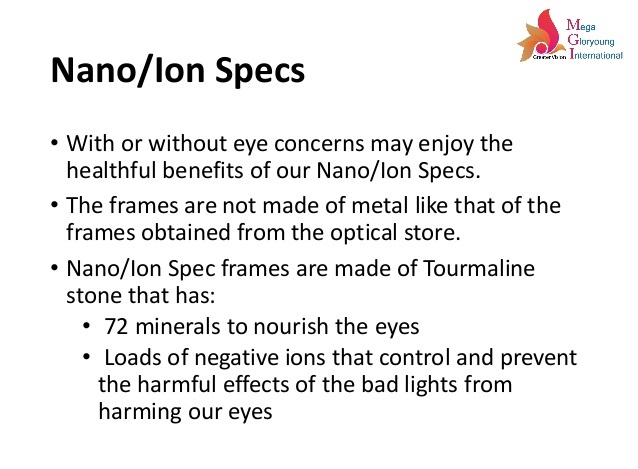 Mega
Gloryoung
International
Greater Vision
Nano/Ion Specs
• With or without eye concerns may enjoy the
healthful benefits of our Nano/Ion Specs.
• The frames are not made of metal like that of the
frames obtained from the optical store.
• Nano/Ion Spec frames are made of Tourmaline
stone that has:
• 72 minerals to nourish the eyes
• Loads of negative ions that control and prevent
the harmful effects of the bad lights from
harming our eyes